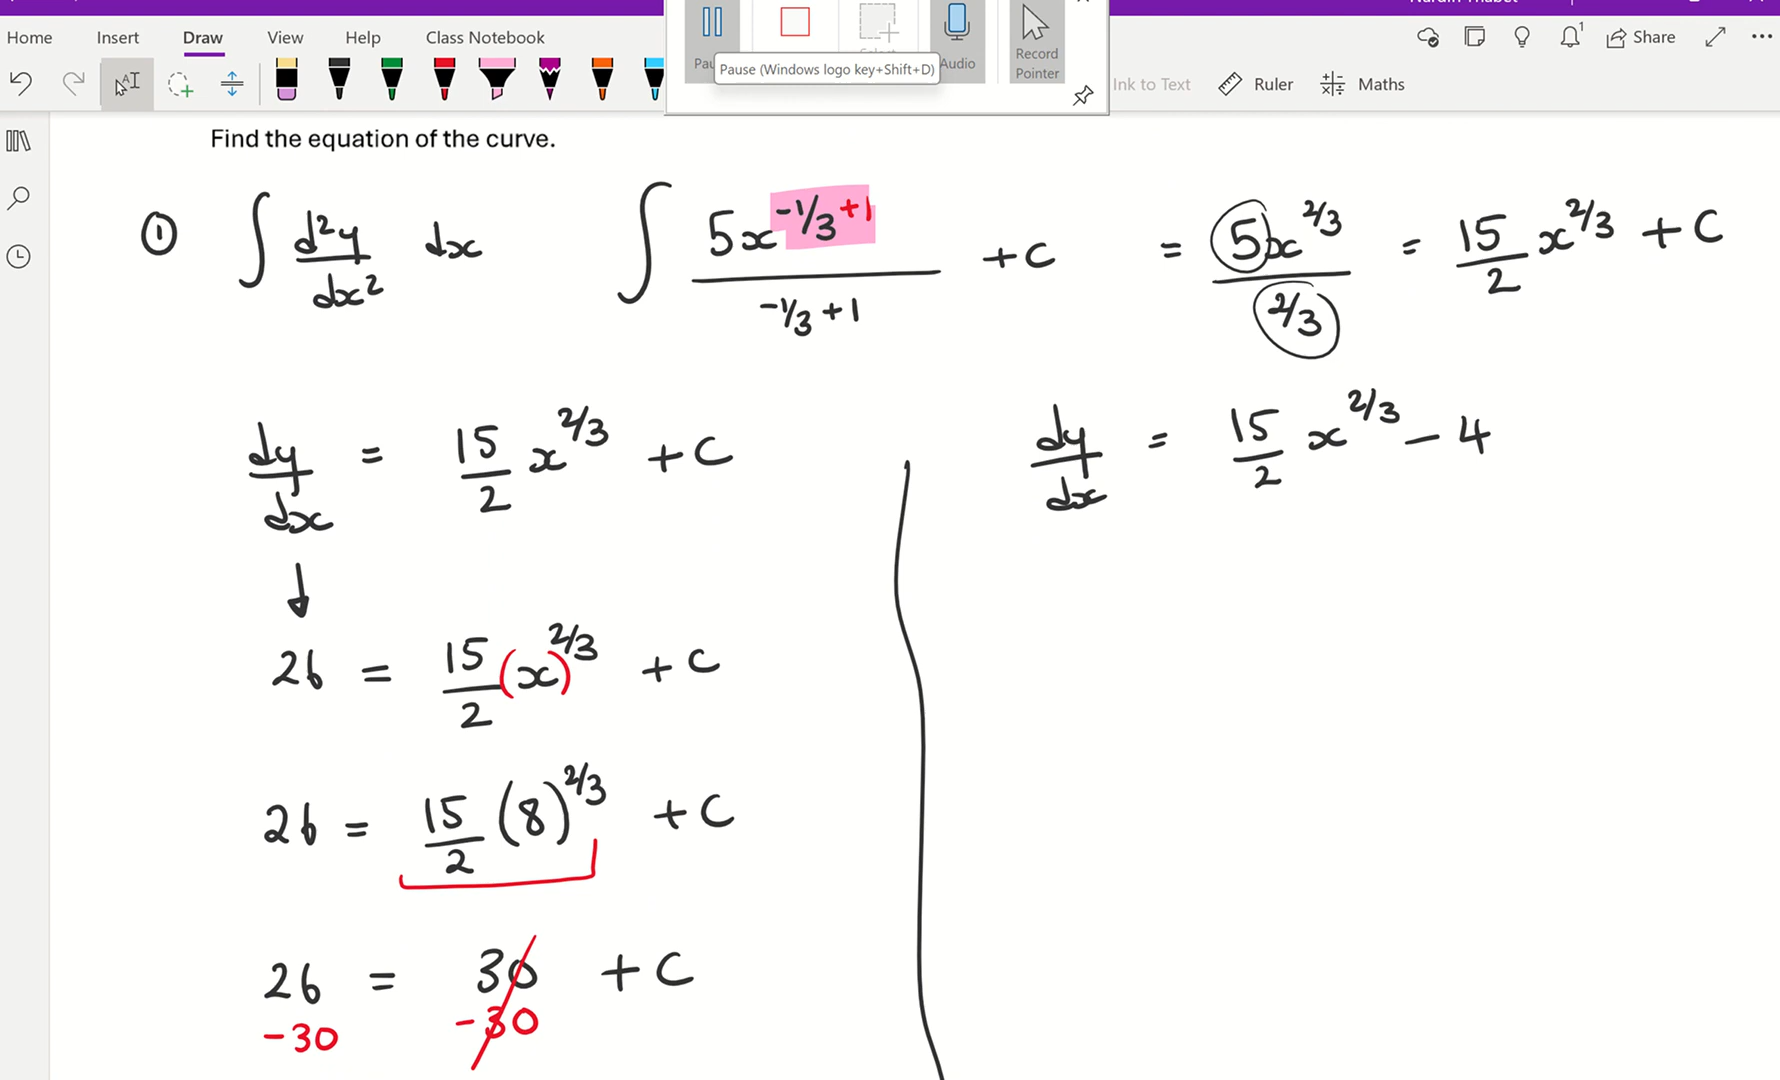 Home Insert Draw View Help Class Notebook
Share
Pause (Windows logo key+Shift+D)
Audio
Record Pointer
Ink to Text Ruler Maths
Find the equation of the curve.
① ∫ d²y/dx² dx ∫ 5x^(-1/3 +1) / (-1/3 +1) + C = 5x^(2/3) / (2/3) = 15/2 x^(2/3) + C
dy/dx = 15/2 x^(2/3) + C
dy/dx = 15/2 x^(2/3) - 4
↓
26 = 15/2 (x)^(2/3) + C
26 = 15/2 (8)^(2/3) + C
26 = 30 + C
-30 -30